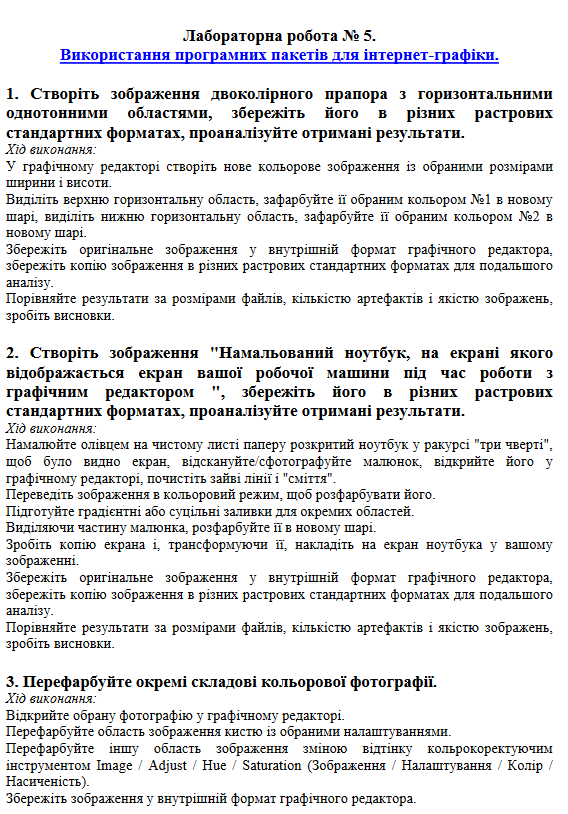 Лабораторна робота № 5.
Використання програмних пакетів для інтернет-графіки.
1. Створіть зображення двоколірного прапора з горизонтальними
однотонними областями, збережіть його в різних растрових
стандартних форматах, проаналізуйте отримані результати.
Хід виконання:
У графічному редакторі створіть нове кольорове зображення із обраними розмірами
ширини і висоти.
Виділіть верхню горизонтальну область, зафарбуйте її обраним кольором №1 в новому
шарі, виділіть нижню горизонтальну область, зафарбуйте її обраним кольором №2 в
новому шарі.
Збережіть оригінальне зображення у внутрішній формат графічного редактора,
збережіть копію зображення в різних растрових стандартних форматах для подальшого
аналізу.
Порівняйте результати за розмірами файлів, кількістю артефактів і якістю зображень,
зробіть висновки.
2. Створіть зображення "Намальований ноутбук, на екрані якого
відображається екран вашої робочої машини під час роботи з
графічним редактором ", збережіть його в різних растрових
стандартних форматах, проаналізуйте отримані результати.
Хід виконання:
Намалюйте олівцем на чистому листі паперу розкритий ноутбук у ракурсі "три чверті",
щоб було видно екран, відскануйте/сфотографуйте малюнок, відкрийте його у
графічному редакторі, почистіть зайві лінії і "сміття".
Переведіть зображення в кольоровий режим, щоб розфарбувати його.
Підготуйте градієнтні або суцільні заливки для окремих областей.
Виділяючи частину малюнка, розфарбуйте її в новому шарі.
Зробіть копію екрана і, трансформуючи її, накладіть на екран ноутбука у вашому
зображенні.
Збережіть оригінальне зображення у внутрішній формат графічного редактора,
збережіть копію зображення в різних растрових стандартних форматах для подальшого
аналізу.
Порівняйте результати за розмірами файлів, кількістю артефактів і якістю зображень,
зробіть висновки.
3. Перефарбуйте окремі складові кольорової фотографії.
Хід виконання:
Відкрийте обрану фотографію у графічному редакторі.
Перефарбуйте область зображення кистю із обраними налаштуваннями.
Перефарбуйте іншу область зображення зміною відтінку кольрокоректуючим
інструментом Image / Adjust / Hue / Saturation (Зображення / Налаштування / Колір /
Насиченість).
Збережіть зображення у внутрішній формат графічного редактора.